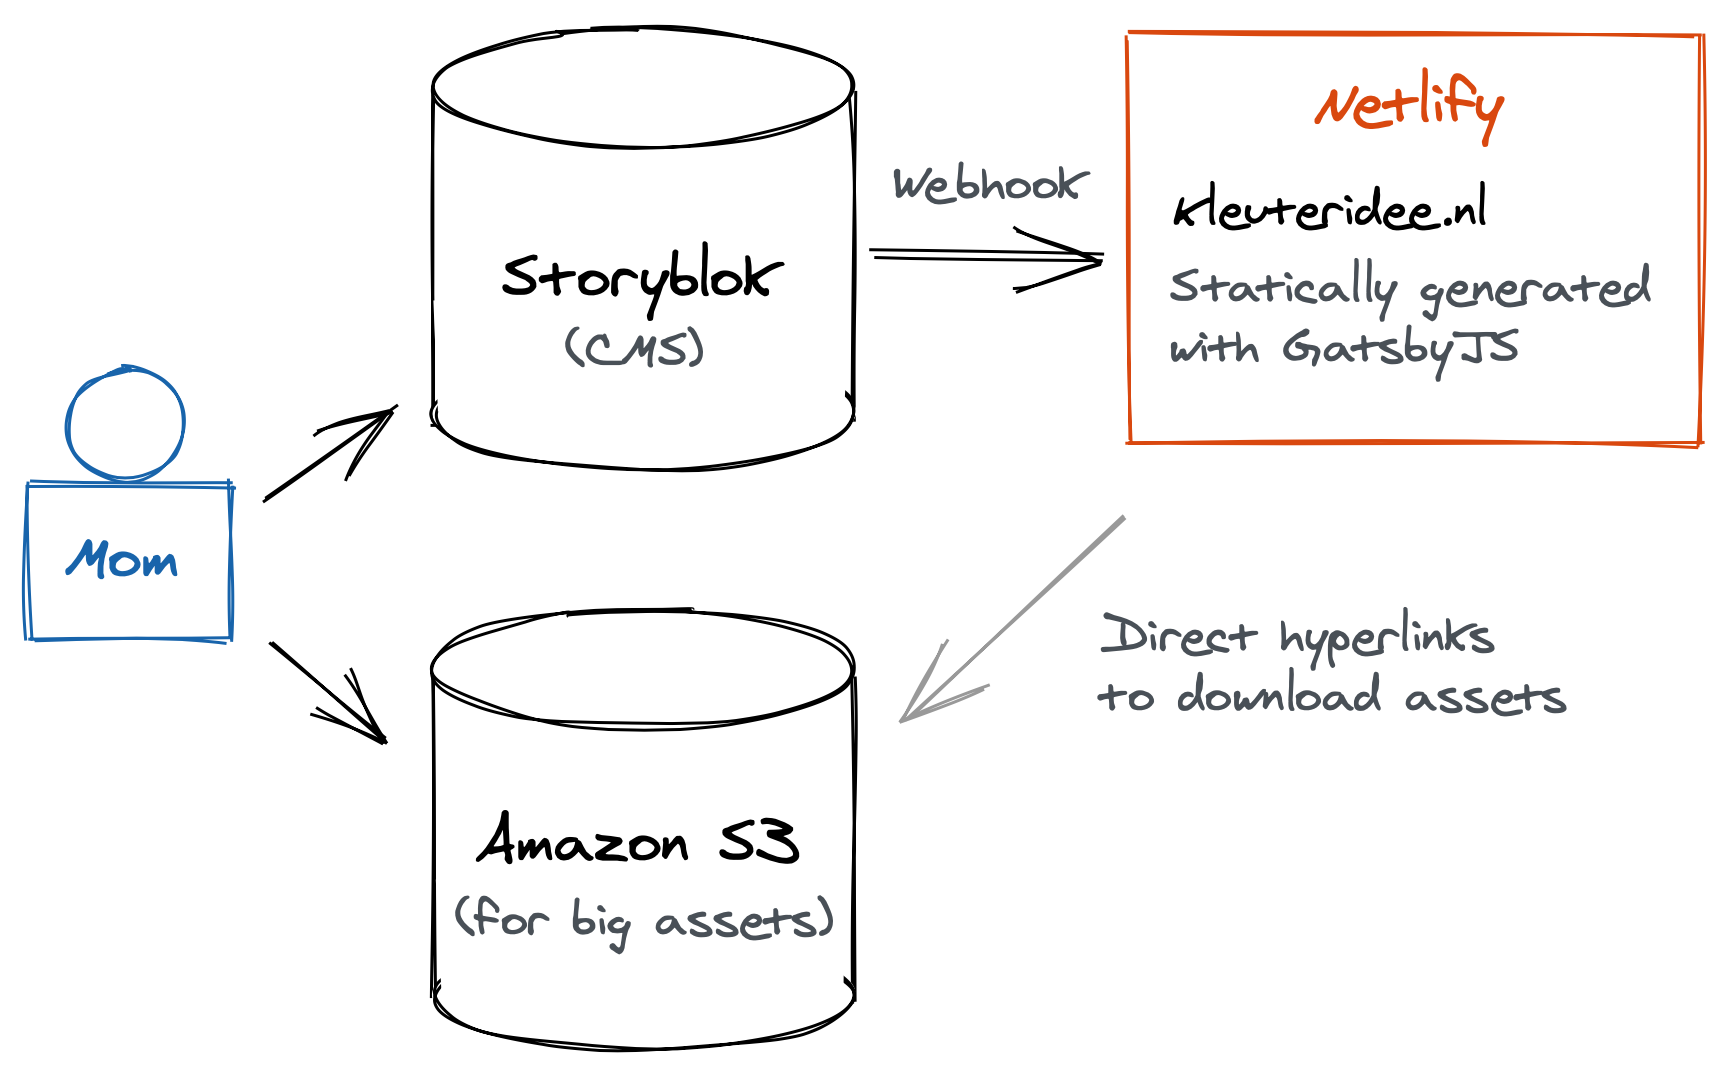 Netlify
Webhook
kleuteridee.nl
Storyblok
(CMS)
Statically generated
with GatsbyJS
Mom
Direct hyperlinks
to download assets
Amazon S3
(for big assets)